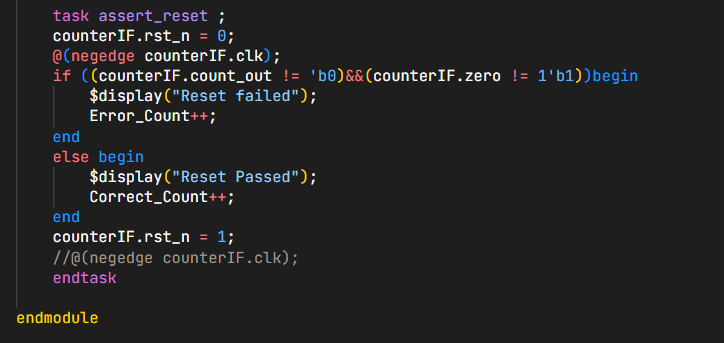 task assert_reset ;
counterIF.rst_n = 0;
@(negedge counterIF.clk);
if ((counterIF.count_out != 'b0)&&(counterIF.zero != 1'b1))begin
$display("Reset failed");
Error_Count++;
end
else begin
$display("Reset Passed");
Correct_Count++;
end
counterIF.rst_n = 1;
//@(negedge counterIF.clk);
endtask
endmodule